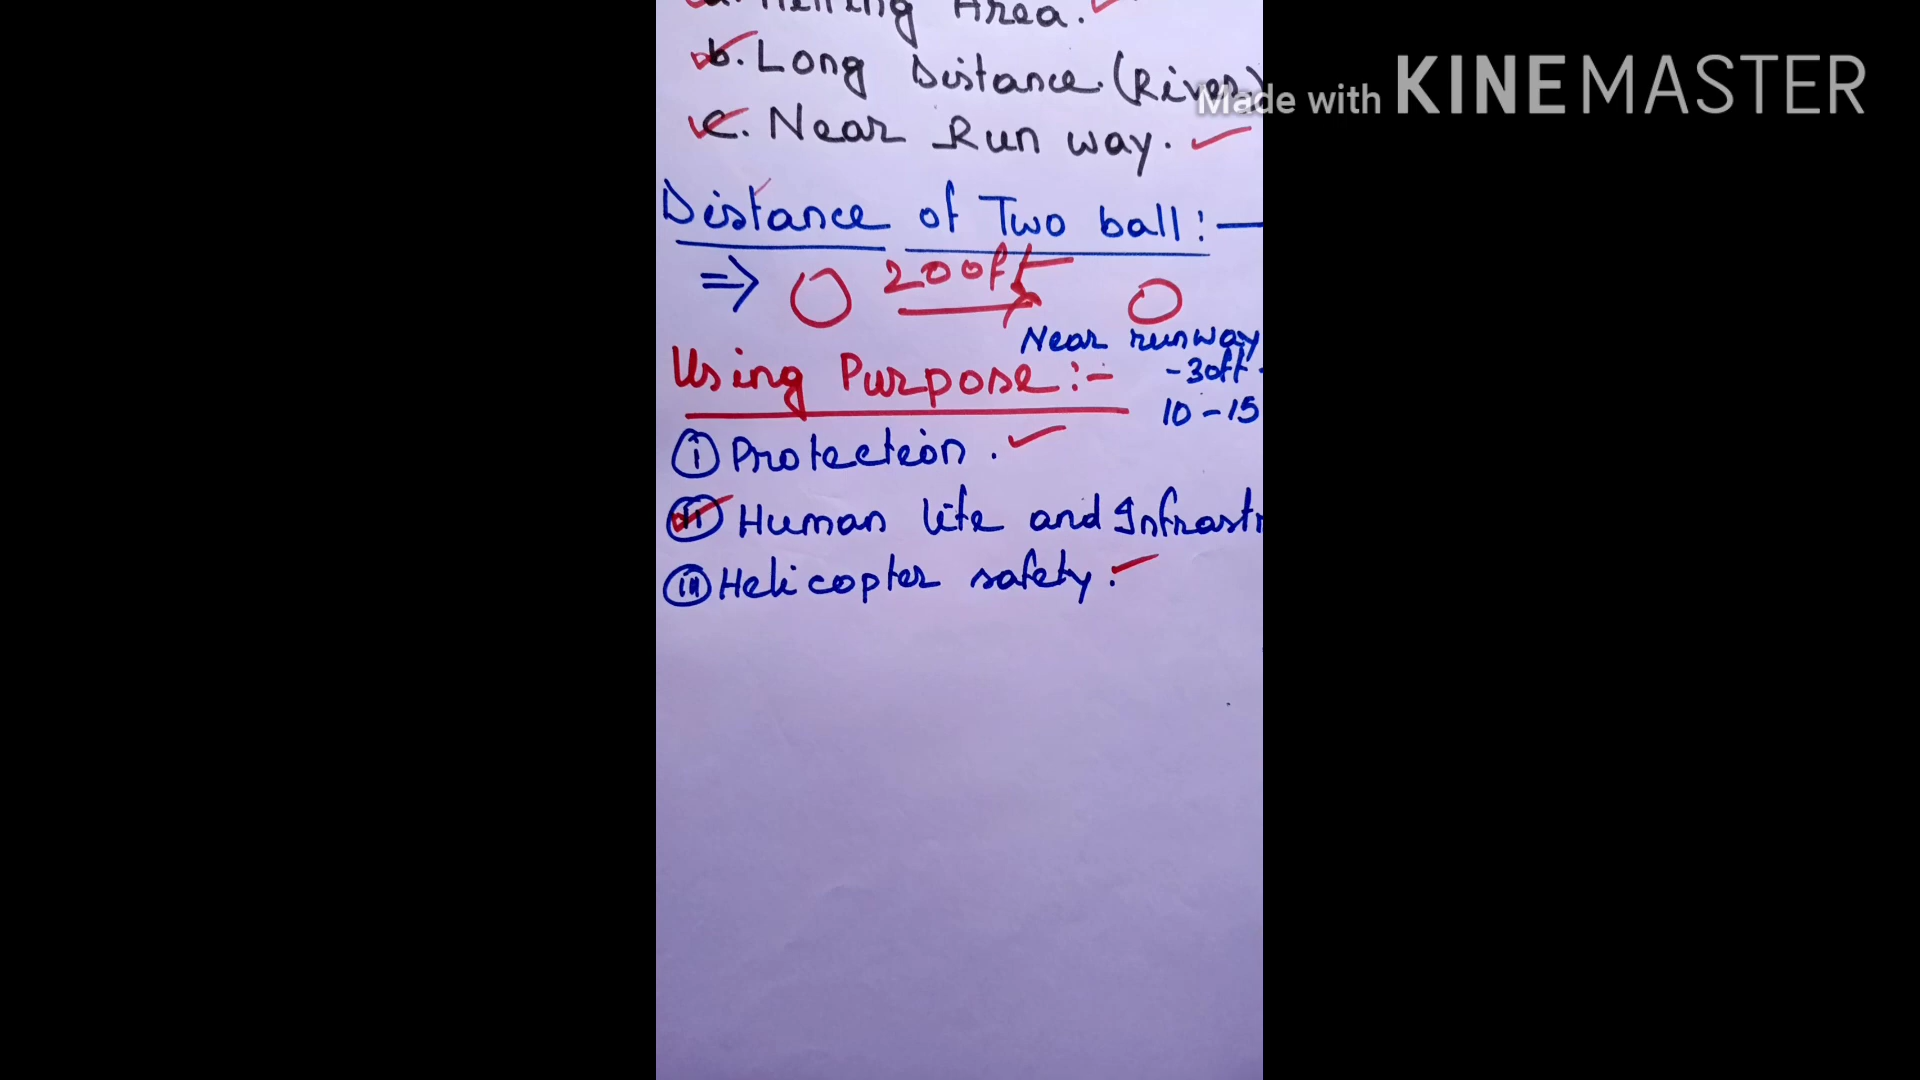 Area.
b. Long Distance. (River)
c. Near Run way.
Distance of Two ball:-
⇒ 200ft
Near runway
-30ft.
Using Purpose:-
10-15
(i) Protection.
(ii) Human life and Infrastr
(iii) Helicopter safety.
Made with KINEMASTER